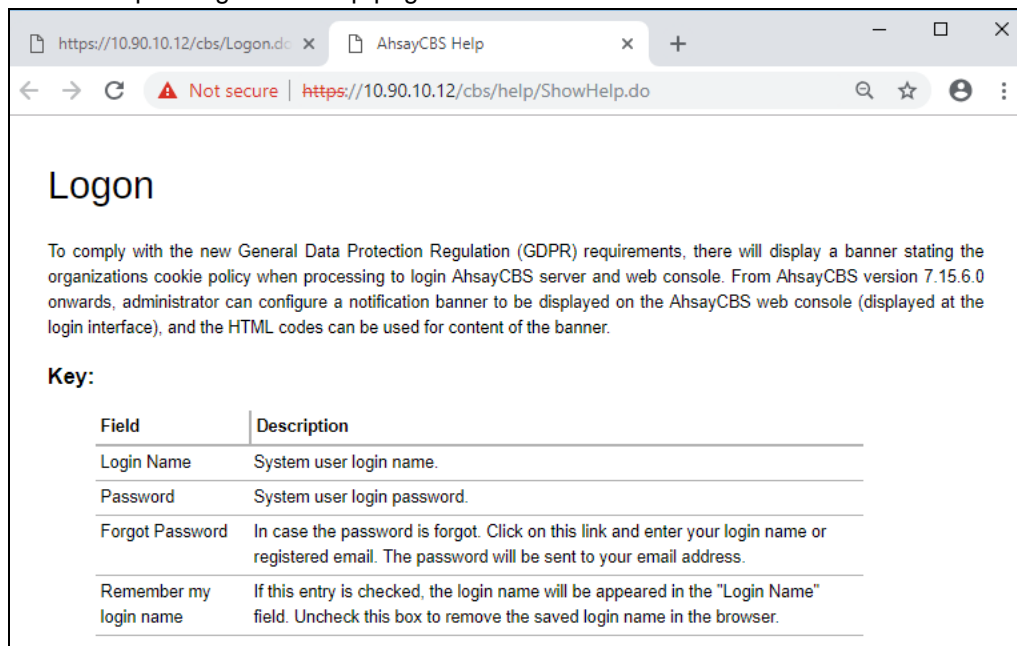 https://10.90.10.12/cbs/Logon.do
AhsayCBS Help
Not secure | https://10.90.10.12/cbs/help/ShowHelp.do
Logon
To comply with the new General Data Protection Regulation (GDPR) requirements, there will display a banner stating the
organizations cookie policy when processing to login AhsayCBS server and web console. From AhsayCBS version 7.15.6.0
onwards, administrator can configure a notification banner to be displayed on the AhsayCBS web console (displayed at the
login interface), and the HTML codes can be used for content of the banner.
Key:
Field Description
Login Name System user login name.
Password System user login password.
Forgot Password In case the password is forgot. Click on this link and enter your login name or
registered email. The password will be sent to your email address.
Remember my If this entry is checked, the login name will be appeared in the "Login Name"
login name field. Uncheck this box to remove the saved login name in the browser.